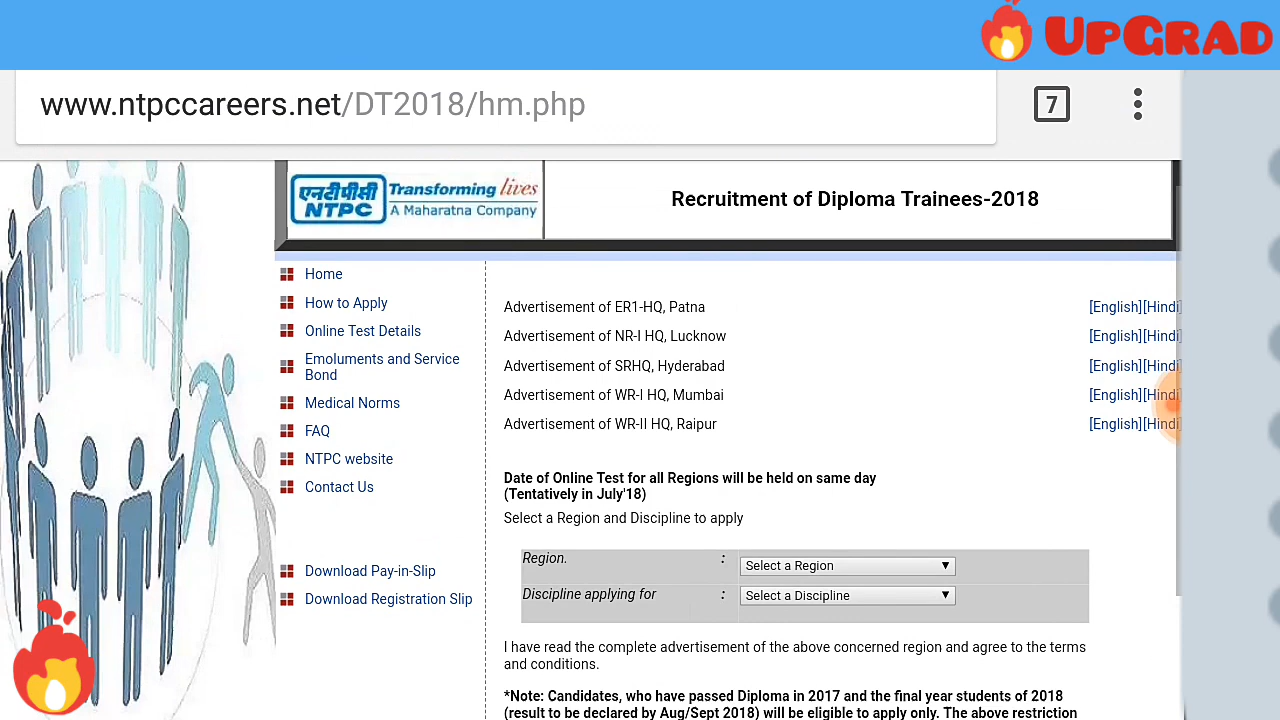 UPGRAD
www.ntpccareers.net/DT2018/hm.php
7
एनटीपीसी
NTPC
Transforming lives
A Maharatna Company
Recruitment of Diploma Trainees-2018
Home
How to Apply
Online Test Details
Emoluments and Service
Bond
Medical Norms
FAQ
NTPC website
Contact Us
Download Pay-in-Slip
Download Registration Slip
Advertisement of ER1-HQ, Patna [English][Hindi]
Advertisement of NR-I HQ, Lucknow [English][Hindi]
Advertisement of SRHQ, Hyderabad [English][Hindi]
Advertisement of WR-I HQ, Mumbai [English][Hindi]
Advertisement of WR-II HQ, Raipur [English][Hindi]
Date of Online Test for all Regions will be held on same day
(Tentatively in July'18)
Select a Region and Discipline to apply
Region. : Select a Region
Discipline applying for : Select a Discipline
I have read the complete advertisement of the above concerned region and agree to the terms
and conditions.
*Note: Candidates, who have passed Diploma in 2017 and the final year students of 2018
(result to be declared by Aug/Sept 2018) will be eligible to apply only. The above restriction